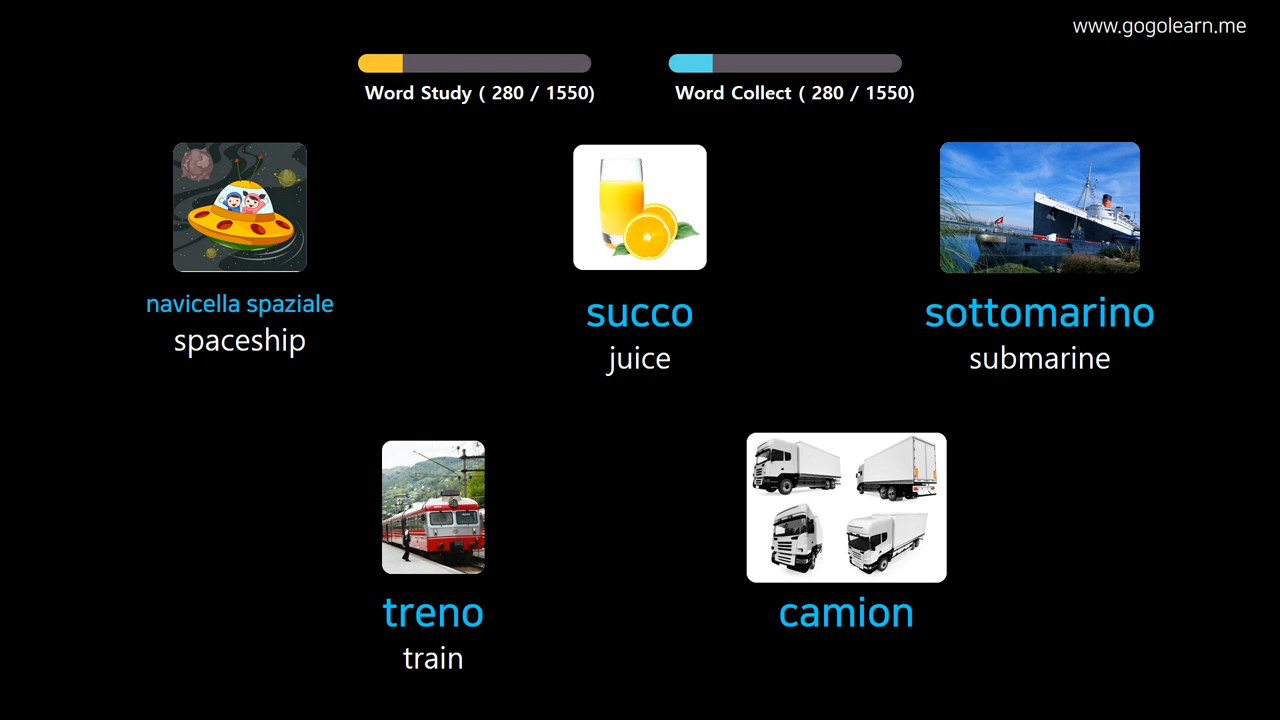 www.gogolearn.me
Word Study ( 280 / 1550)
Word Collect ( 280 / 1550)
navicella spaziale
spaceship
succo
juice
sottomarino
submarine
treno
train
camion